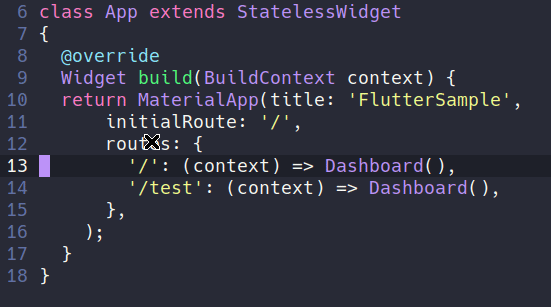 6 class App extends StatelessWidget
7 {
8   @override
9   Widget build(BuildContext context) {
10   return MaterialApp(title: 'FlutterSample',
11       initialRoute: '/',
12       routes: {
13         '/': (context) => Dashboard(),
14         '/test': (context) => Dashboard(),
15       },
16     );
17   }
18 }